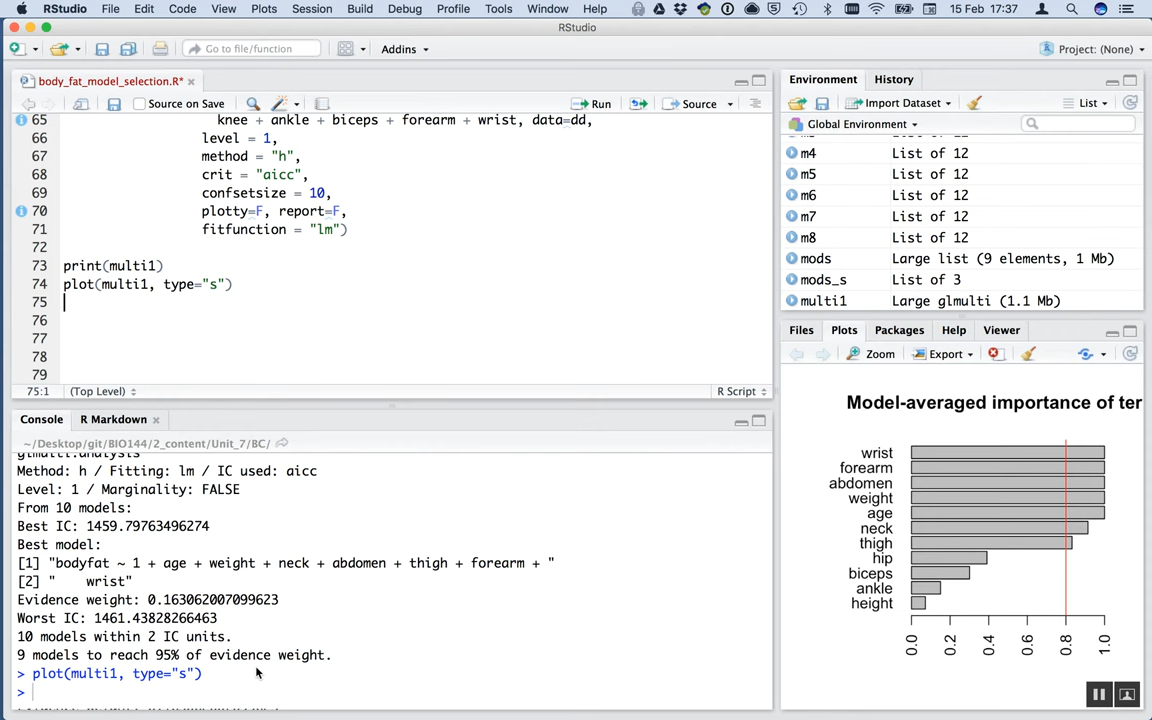 RStudio File Edit Code View Plots Session Build Debug Profile Tools Window Help 15 Feb 17:37
RStudio
Go to file/function Addins Project: (None)
body_fat_model_selection.R*
Source on Save Run Source
65 knee + ankle + biceps + forearm + wrist, data=dd,
66 level = 1,
67 method = "h",
68 crit = "aicc",
69 confsetsize = 10,
70 plotty=F, report=F,
71 fitfunction = "lm")
72
73 print(multi1)
74 plot(multi1, type="s")
75
76
77
78
79
75:1 (Top Level) R Script
Console R Markdown
~/Desktop/git/BIO144/2_content/Unit_7/BC/
glmulti.analysis
Method: h / Fitting: lm / IC used: aicc
Level: 1 / Marginality: FALSE
From 10 models:
Best IC: 1459.79763496274
Best model:
[1] "bodyfat ~ 1 + age + weight + neck + abdomen + thigh + forearm + "
[2] " wrist"
Evidence weight: 0.163062007099623
Worst IC: 1461.43828266463
10 models within 2 IC units.
9 models to reach 95% of evidence weight.
> plot(multi1, type="s")
>
Environment History
Import Dataset List
Global Environment
m4 List of 12
m5 List of 12
m6 List of 12
m7 List of 12
m8 List of 12
mods Large list (9 elements, 1 Mb)
mods_s List of 3
multi1 Large glmulti (1.1 Mb)
Files Plots Packages Help Viewer
Zoom Export
Model-averaged importance of ter
wrist
forearm
abdomen
weight
age
neck
thigh
hip
biceps
ankle
height
0.0 0.2 0.4 0.6 0.8 1.0